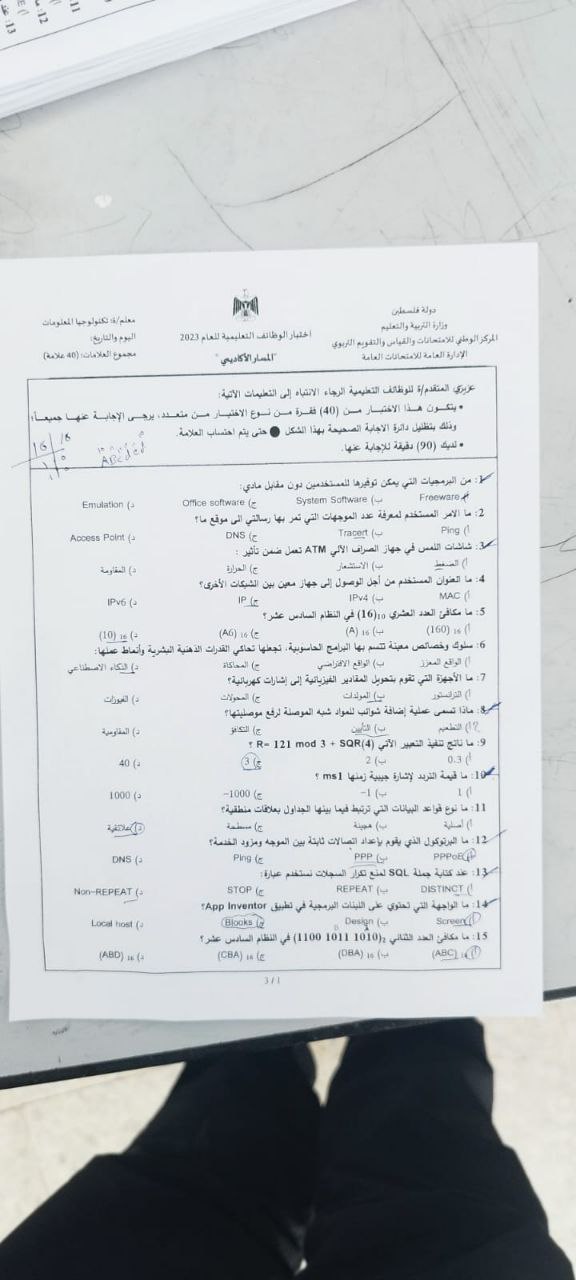 دولة فلسطين
وزارة التربية والتعليم
المركز الوطني للامتحانات والقياس والتقويم التربوي
الإدارة العامة للامتحانات العامة
اختبار الوظائف التعليمية للعام 2023
"المسار الأكاديمي"
معلم/ة: تكنولوجيا المعلومات
اليوم والتاريخ:
مجموع العلامات: (40 علامة)
عزيزي المتقدم/ة للوظائف التعليمية الرجاء الانتباه إلى التعليمات الآتية:
• يتكون هذا الاختبار من (40) فقرة من نوع الاختيار من متعدد، يرجى الإجابة عنها جميعاً،
وذلك بتظليل دائرة الاجابة الصحيحة بهذا الشكل ● حتى يتم احتساب العلامة.
• لديك (90) دقيقة للإجابة عنها.
16 16
ABCdef
1: من البرمجيات التي يمكن توفيرها للمستخدمين دون مقابل مادي:
أ) Freeware ب) System Software ج) Office software د) Emulation
2: ما الامر المستخدم لمعرفة عدد الموجهات التي تمر بها رسالتي الى موقع ما؟
أ) Ping ب) Tracert ج) DNS د) Access Point
3: شاشات اللمس في جهاز الصراف الآلي ATM تعمل ضمن تأثير :
أ) الضغط ب) الاستشعار ج) الحرارة د) المقاومة
4: ما العنوان المستخدم من أجل الوصول إلى جهاز معين بين الشبكات الأخرى؟
أ) MAC ب) IPv4 ج) IP د) IPv6
5: ما مكافئ العدد العشري (16)10 في النظام السادس عشر؟
أ) (160) 16 ب) (A) 16 ج) (A6) 16 د) (10) 16
6: سلوك وخصائص معينة تتسم بها البرامج الحاسوبية، تجعلها تحاكي القدرات الذهنية البشرية وأنماط عملها:
أ) الواقع المعزز ب) الواقع الافتراضي ج) المحاكاة د) الذكاء الاصطناعي
7: ما الأجهزة التي تقوم بتحويل المقادير الفيزيائية إلى إشارات كهربائية؟
أ) الترانستور ب) المولدات ج) المحولات د) الفيوزات
8: ماذا تسمى عملية إضافة شوائب للمواد شبه الموصلة لرفع موصليتها؟
أ) التطعيم ب) التأيين ج) التكافؤ د) المقاومية
9: ما ناتج تنفيذ التعبير الآتي R= 121 mod 3 + SQR(4) ؟
أ) 0.3 ب) 2 ج) 3 د) 40
10: ما قيمة التردد لإشارة جيبية زمنها ms1 ؟
أ) 1 ب) 1− ج) 1000− د) 1000
11: ما نوع قواعد البيانات التي ترتبط فيما بينها الجداول بعلاقات منطقية؟
أ) أصلية ب) هجينة ج) مسطحة د) علائقية
12: ما البرتوكول الذي يقوم بإعداد اتصالات ثابتة بين الموجه ومزود الخدمة؟
أ) PPPoE ب) PPP ج) Ping د) DNS
13: عند كتابة جملة SQL لمنع تكرار السجلات نستخدم عبارة:
أ) DISTINCT ب) REPEAT ج) STOP د) Non-REPEAT
14: ما الواجهة التي تحتوي على اللبنات البرمجية في تطبيق App Inventor؟
أ) Screen ب) Design ج) Blocks د) Local host
15: ما مكافئ العدد الثنائي (1010 1011 1100)2 في النظام السادس عشر؟
أ) (ABC) 16 ب) (DBA) 16 ج) (CBA) 16 د) (ABD) 16
3 / 1